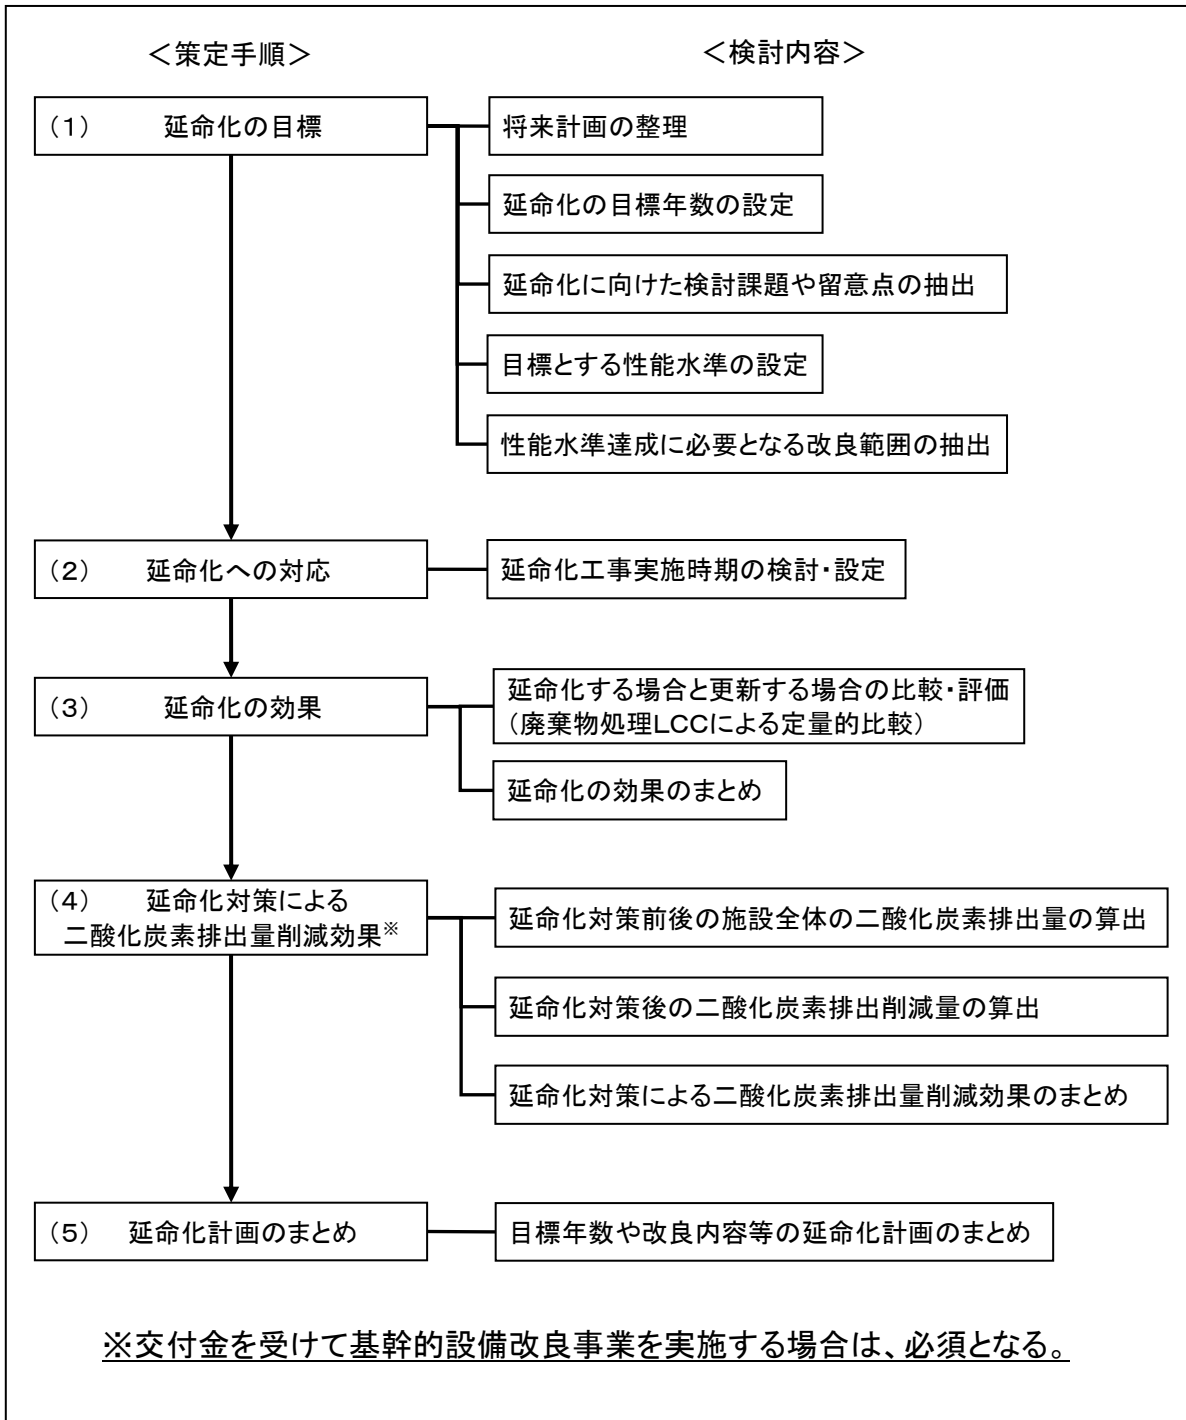 ＜策定手順＞
＜検討内容＞
（１） 延命化の目標
将来計画の整理
延命化の目標年数の設定
延命化に向けた検討課題や留意点の抽出
目標とする性能水準の設定
性能水準達成に必要となる改良範囲の抽出
（２） 延命化への対応
延命化工事実施時期の検討・設定
（３） 延命化の効果
延命化する場合と更新する場合の比較・評価
（廃棄物処理LCCによる定量的比較）
延命化の効果のまとめ
（４） 延命化対策による
二酸化炭素排出量削減効果※
延命化対策前後の施設全体の二酸化炭素排出量の算出
延命化対策後の二酸化炭素排出削減量の算出
延命化対策による二酸化炭素排出量削減効果のまとめ
（５） 延命化計画のまとめ
目標年数や改良内容等の延命化計画のまとめ
※交付金を受けて基幹的設備改良事業を実施する場合は、必須となる。